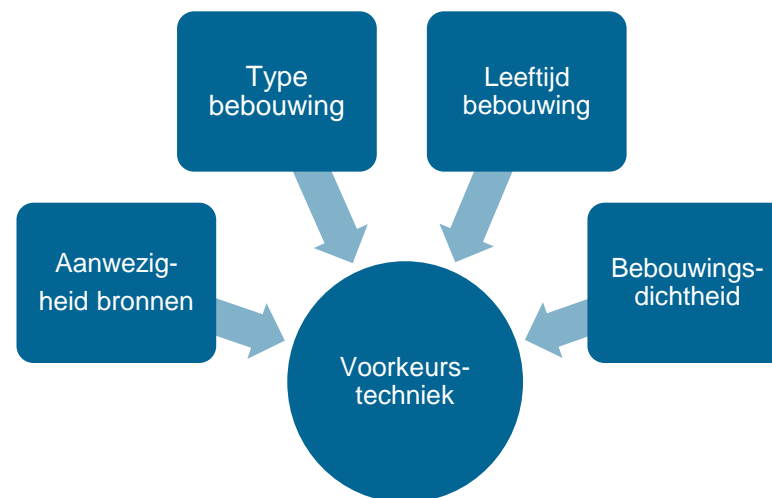 Type
bebouwing
Leeftijd
bebouwing
Aanwezig-
heid bronnen
Bebouwings-
dichtheid
Voorkeurs-
techniek